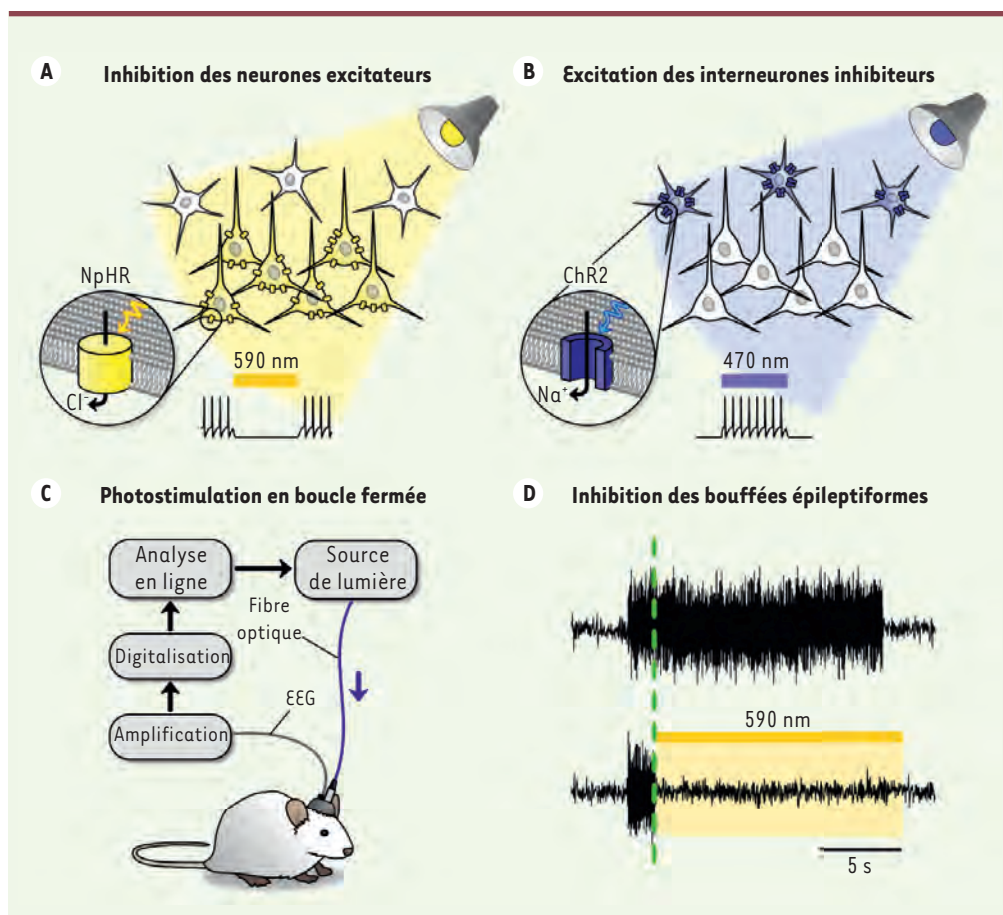 A Inhibition des neurones excitateurs
NpHR
590 nm
Cl⁻
B Excitation des interneurones inhibiteurs
ChR2
470 nm
Na⁺
C Photostimulation en boucle fermée
Analyse
en ligne
Source
de lumière
Fibre
optique
Digitalisation
EEG
Amplification
D Inhibition des bouffées épileptiformes
590 nm
5 s